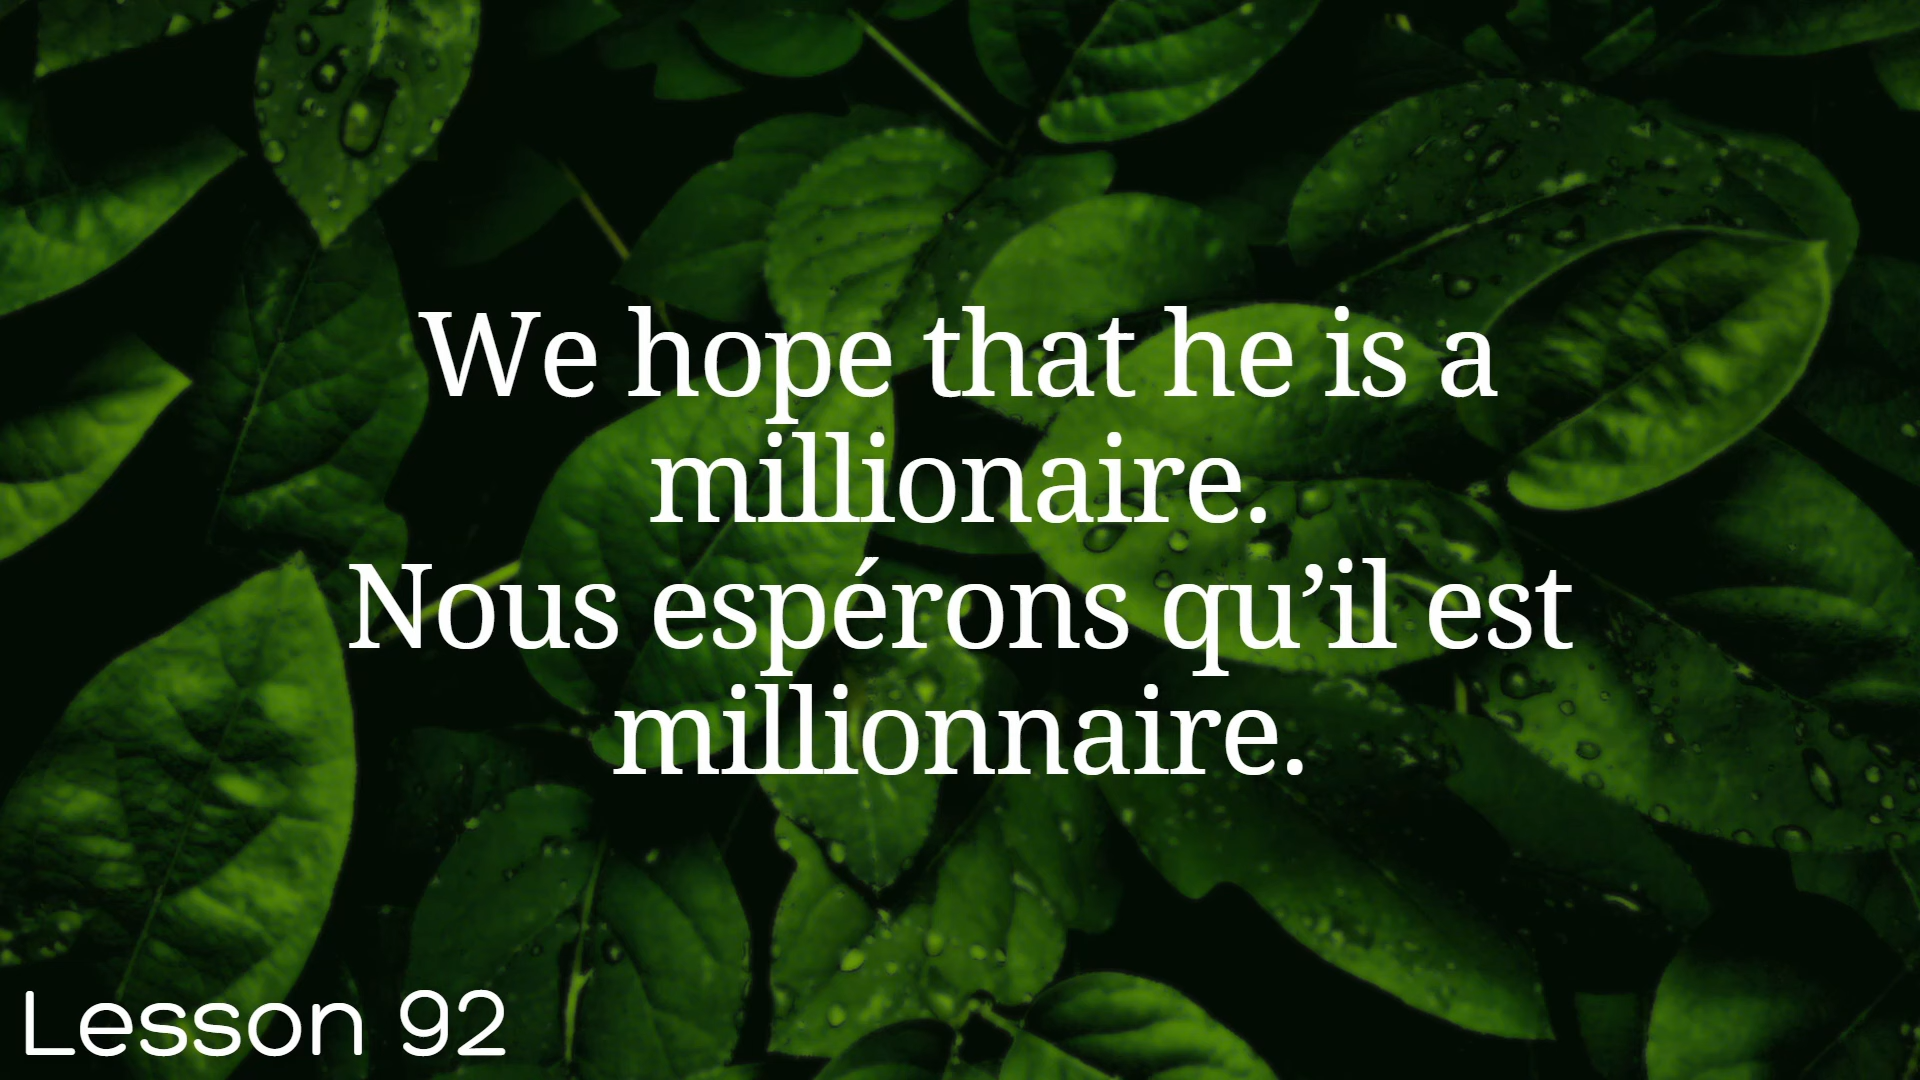 We hope that he is a
millionaire.
Nous espérons qu’il est
millionnaire.
Lesson 92